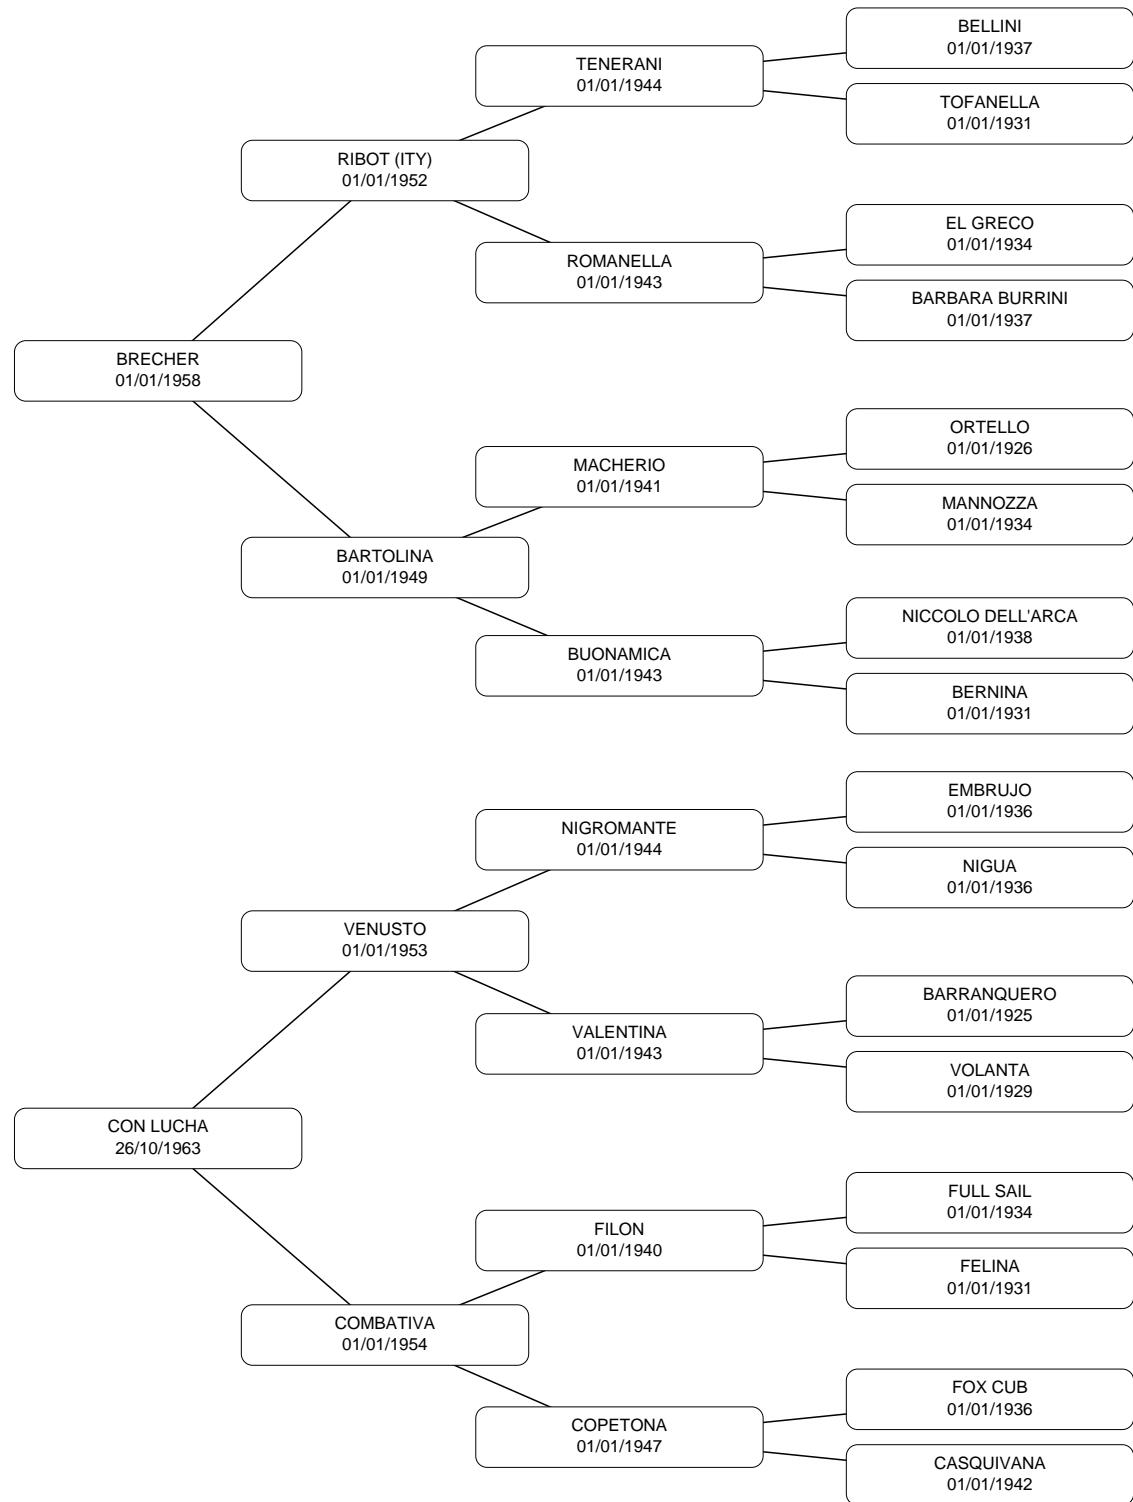 BELLINI
01/01/1937
TENERANI
01/01/1944
TOFANELLA
01/01/1931
RIBOT (ITY)
01/01/1952
EL GRECO
01/01/1934
ROMANELLA
01/01/1943
BARBARA BURRINI
01/01/1937
BRECHER
01/01/1958
ORTELLO
01/01/1926
MACHERIO
01/01/1941
MANNOZZA
01/01/1934
BARTOLINA
01/01/1949
NICCOLO DELL'ARCA
01/01/1938
BUONAMICA
01/01/1943
BERNINA
01/01/1931
EMBRUJO
01/01/1936
NIGROMANTE
01/01/1944
NIGUA
01/01/1936
VENUSTO
01/01/1953
BARRANQUERO
01/01/1925
VALENTINA
01/01/1943
VOLANTA
01/01/1929
CON LUCHA
26/10/1963
FULL SAIL
01/01/1934
FILON
01/01/1940
FELINA
01/01/1931
COMBATIVA
01/01/1954
FOX CUB
01/01/1936
COPETONA
01/01/1947
CASQUIVANA
01/01/1942